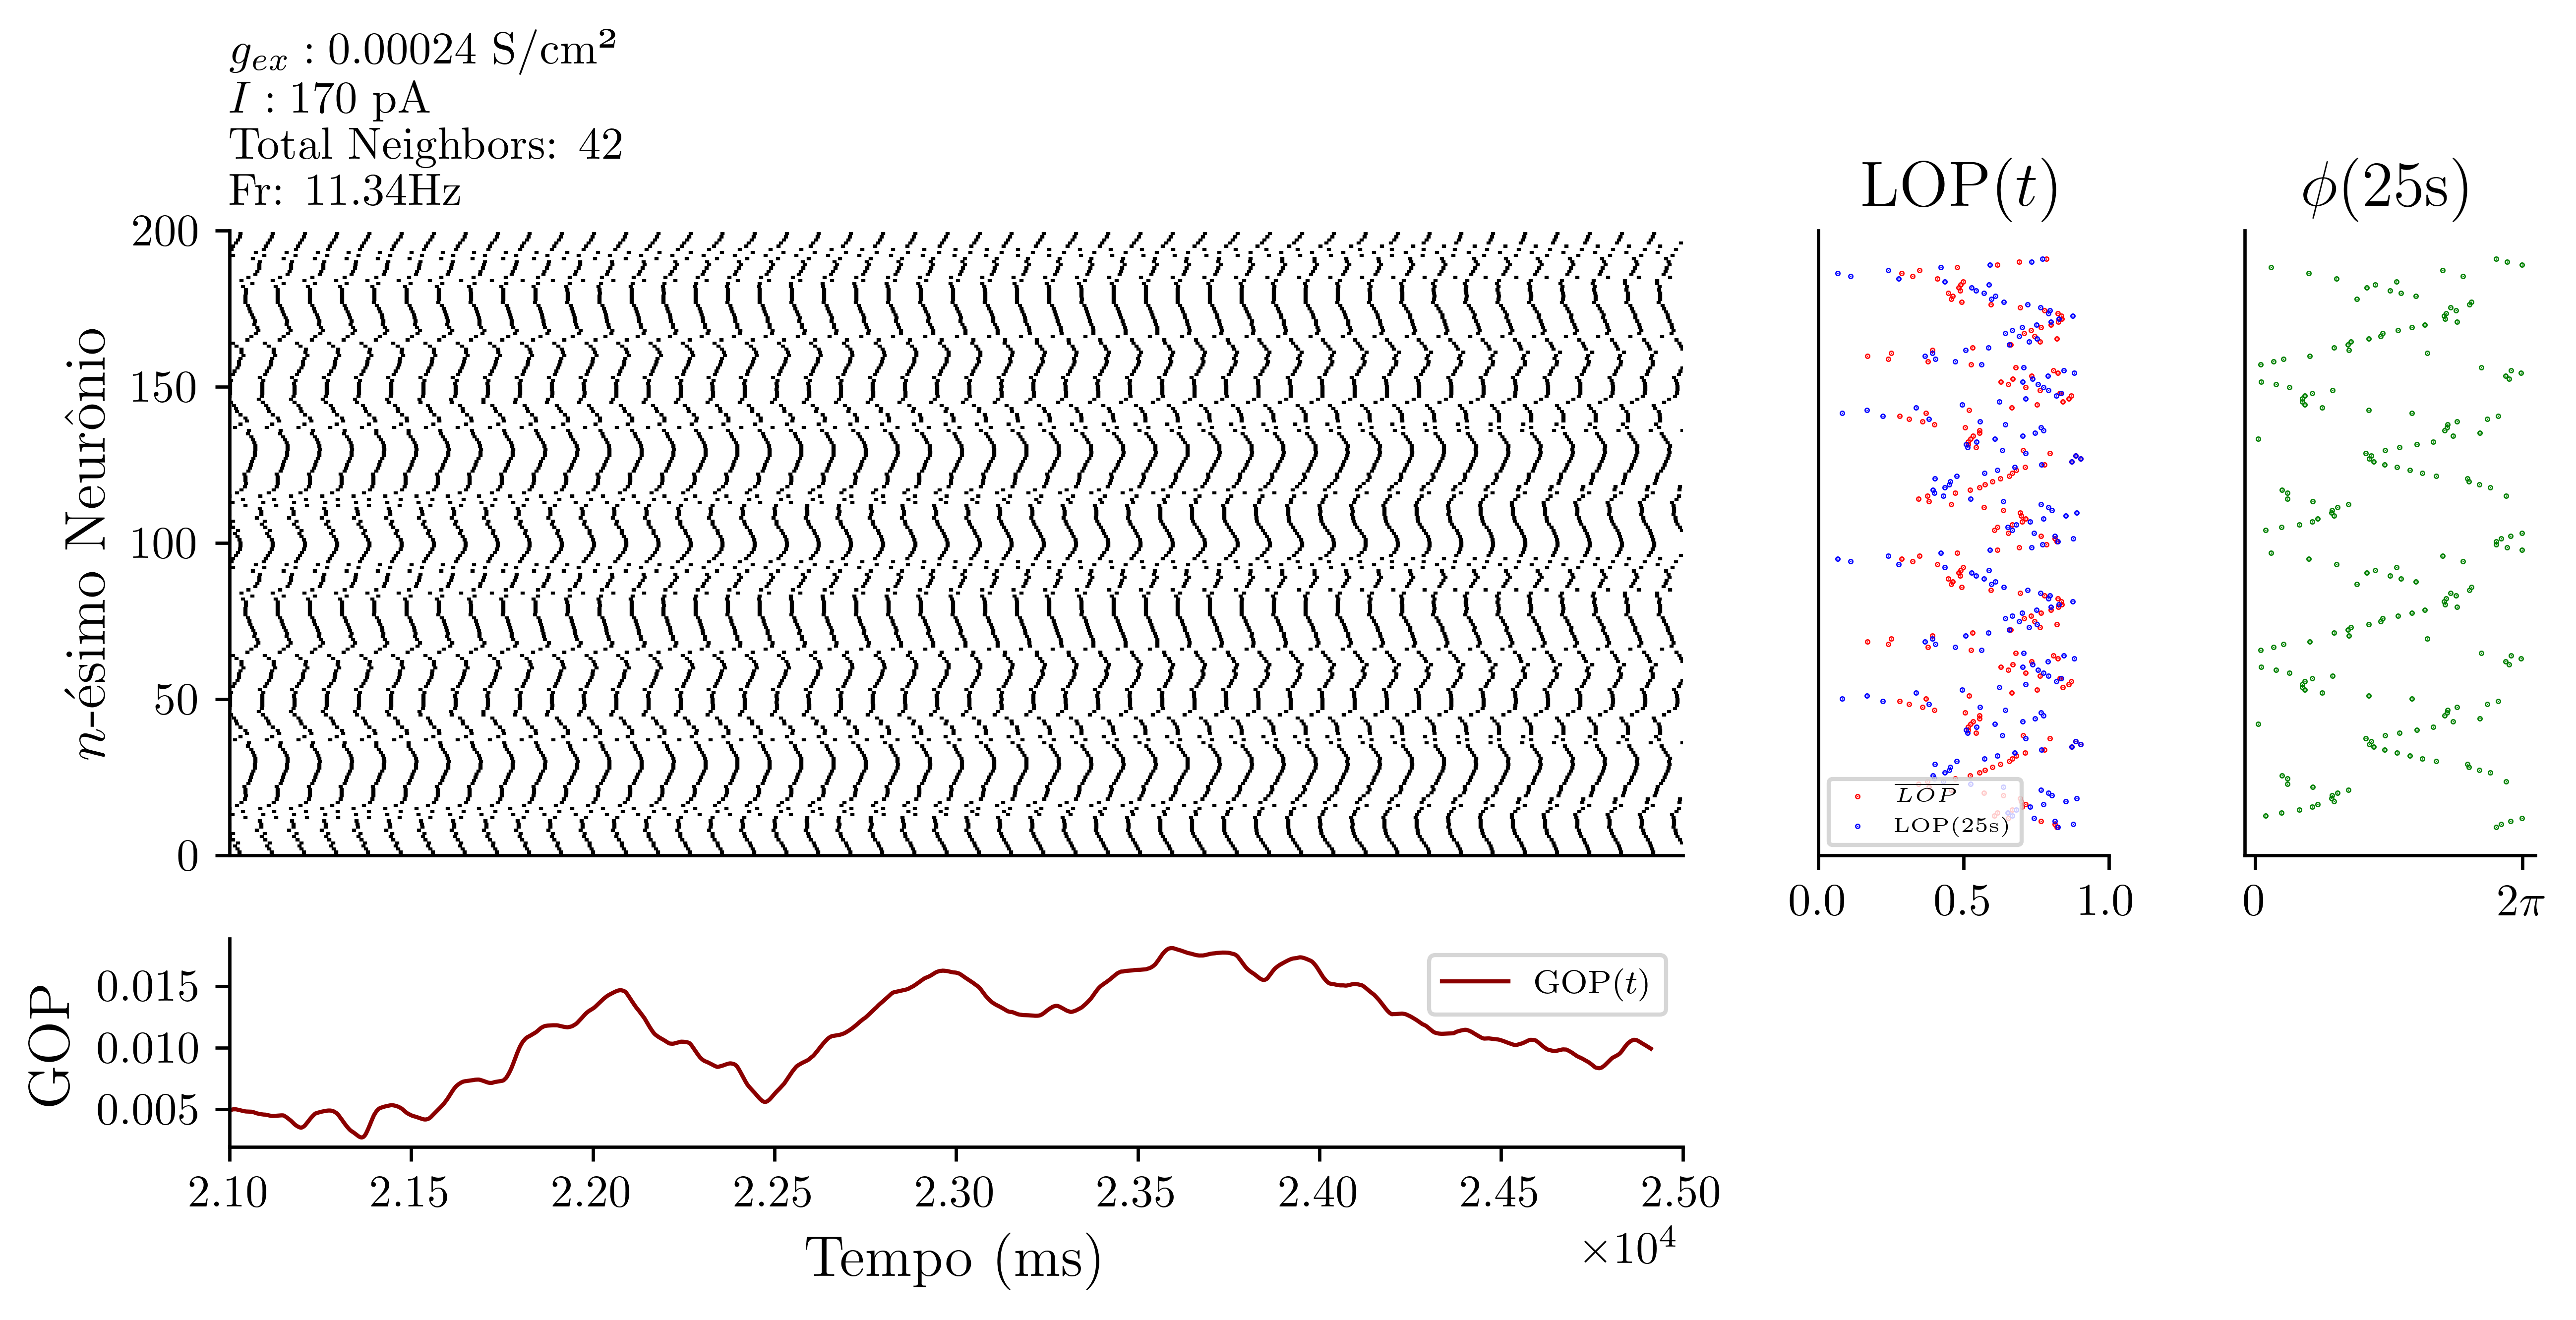 g_ex : 0.00024 S/cm²
I : 170 pA
Total Neighbors: 42
Fr: 11.34Hz
LOP(t)
ϕ(25s)
n-ésimo Neurônio
200
150
100
50
0
LOP
LOP(25s)
0.0 0.5 1.0
0 2π
GOP
0.015
0.010
0.005
GOP(t)
2.10 2.15 2.20 2.25 2.30 2.35 2.40 2.45 2.50
×10⁴
Tempo (ms)